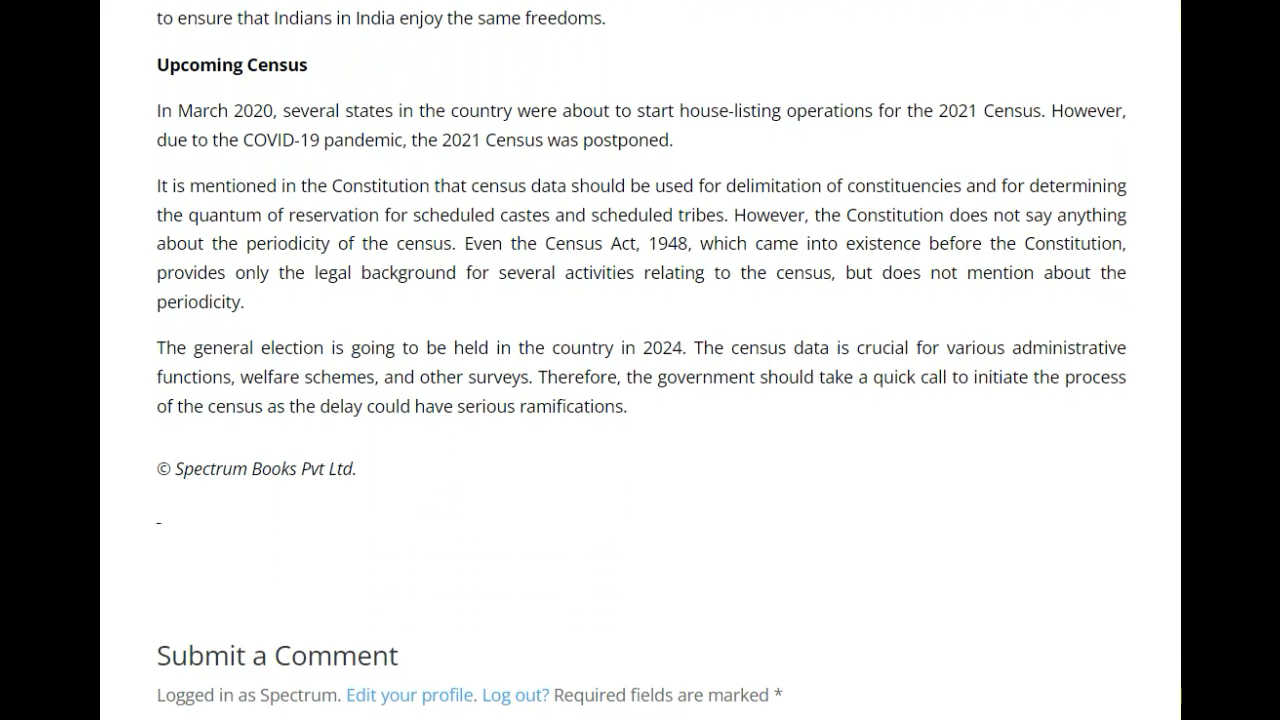 to ensure that Indians in India enjoy the same freedoms.
Upcoming Census
In March 2020, several states in the country were about to start house-listing operations for the 2021 Census. However,
due to the COVID-19 pandemic, the 2021 Census was postponed.
It is mentioned in the Constitution that census data should be used for delimitation of constituencies and for determining
the quantum of reservation for scheduled castes and scheduled tribes. However, the Constitution does not say anything
about the periodicity of the census. Even the Census Act, 1948, which came into existence before the Constitution,
provides only the legal background for several activities relating to the census, but does not mention about the
periodicity.
The general election is going to be held in the country in 2024. The census data is crucial for various administrative
functions, welfare schemes, and other surveys. Therefore, the government should take a quick call to initiate the process
of the census as the delay could have serious ramifications.
© Spectrum Books Pvt Ltd.
-
Submit a Comment
Logged in as Spectrum. Edit your profile. Log out? Required fields are marked *